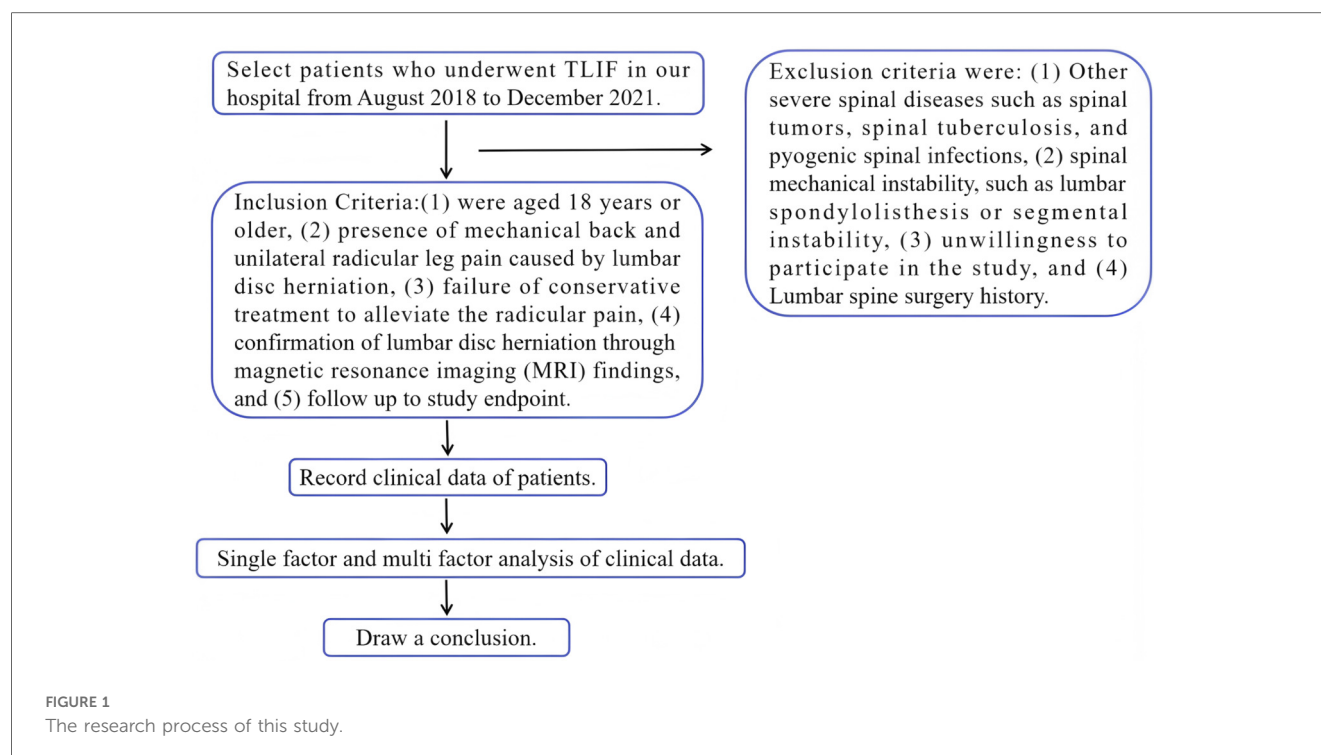 Select patients who underwent TLIF in our
hospital from August 2018 to December 2021.
Exclusion criteria were: (1) Other
severe spinal diseases such as spinal
tumors, spinal tuberculosis, and
pyogenic spinal infections, (2) spinal
mechanical instability, such as lumbar
spondylolisthesis or segmental
instability, (3) unwillingness to
participate in the study, and (4)
Lumbar spine surgery history.
Inclusion Criteria:(1) were aged 18 years or
older, (2) presence of mechanical back and
unilateral radicular leg pain caused by lumbar
disc herniation, (3) failure of conservative
treatment to alleviate the radicular pain, (4)
confirmation of lumbar disc herniation through
magnetic resonance imaging (MRI) findings,
and (5) follow up to study endpoint.
Record clinical data of patients.
Single factor and multi factor analysis of clinical data.
Draw a conclusion.
FIGURE 1
The research process of this study.